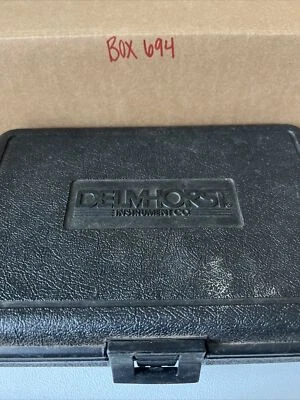 BOX 694
DELMHORST
INSTRUMENT CO